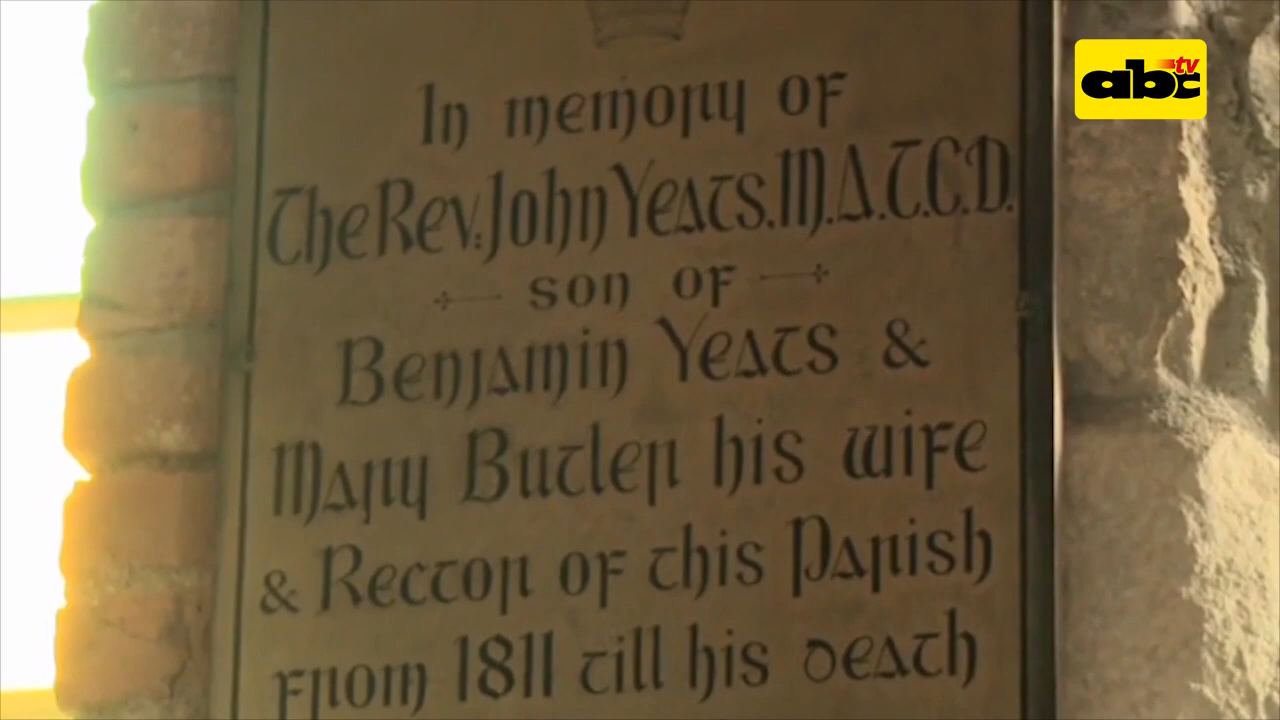 abc tv
In memory of
The Rev: John Yeats. M.A.T.C.D.
son of
Benjamin Yeats &
Mary Butler his wife
& Rector of this Parish
from 1811 till his death